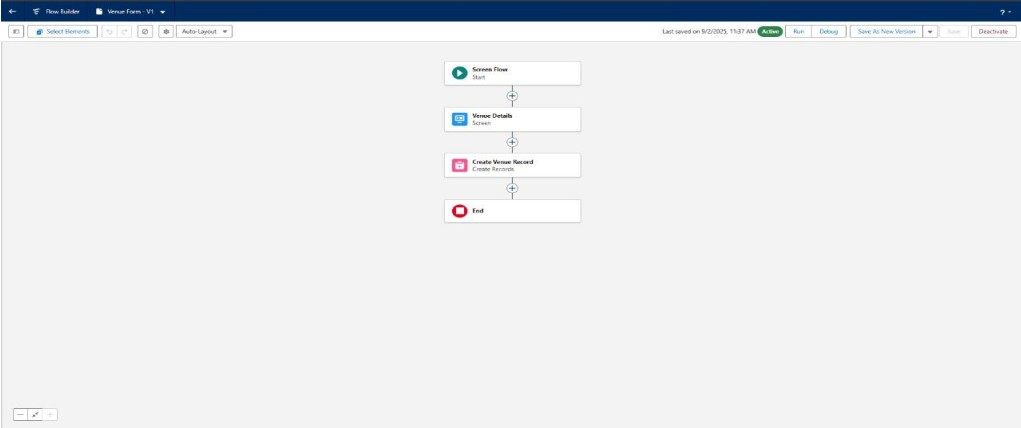 Flow Builder
Venue Form - V1
?
Select Elements
Auto-Layout
Last saved on 9/2/2025, 11:37 AM
Active
Run
Debug
Save As New Version
Save
Deactivate
Screen Flow
Start
Venue Details
Screen
Create Venue Record
Create Records
End